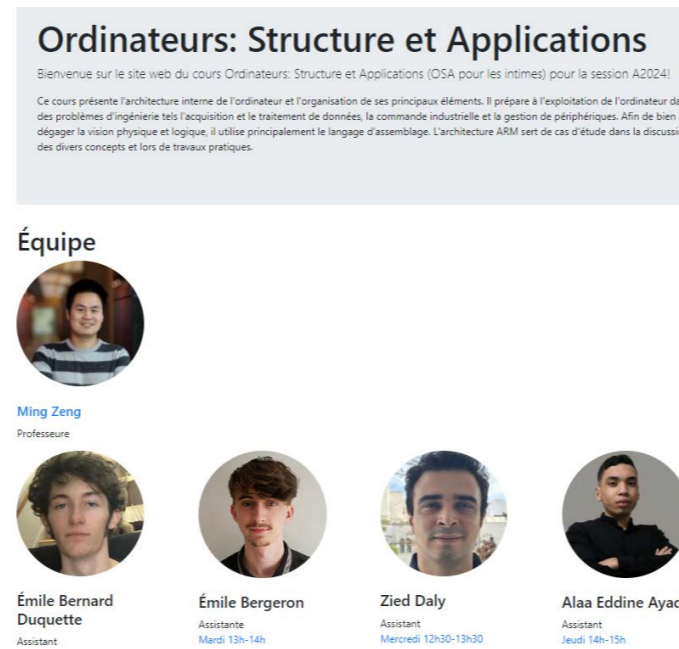 Ordinateurs: Structure et Applications
Bienvenue sur le site web du cours Ordinateurs: Structure et Applications (OSA pour les intimes) pour la session A2024!
Ce cours présente l'architecture interne de l'ordinateur et l'organisation de ses principaux éléments. Il prépare à l'exploitation de l'ordinateur da
des problèmes d'ingénierie tels l'acquisition et le traitement de données, la commande industrielle et la gestion de périphériques. Afin de bien
dégager la vision physique et logique, il utilise principalement le langage d'assemblage. L'architecture ARM sert de cas d'étude dans la discussi
des divers concepts et lors de travaux pratiques.
Équipe
Ming Zeng
Professeure
Émile Bernard
Duquette
Assistant
Émile Bergeron
Assistante
Mardi 13h-14h
Zied Daly
Assistant
Mercredi 12h30-13h30
Alaa Eddine Ayad
Assistant
Jeudi 14h-15h